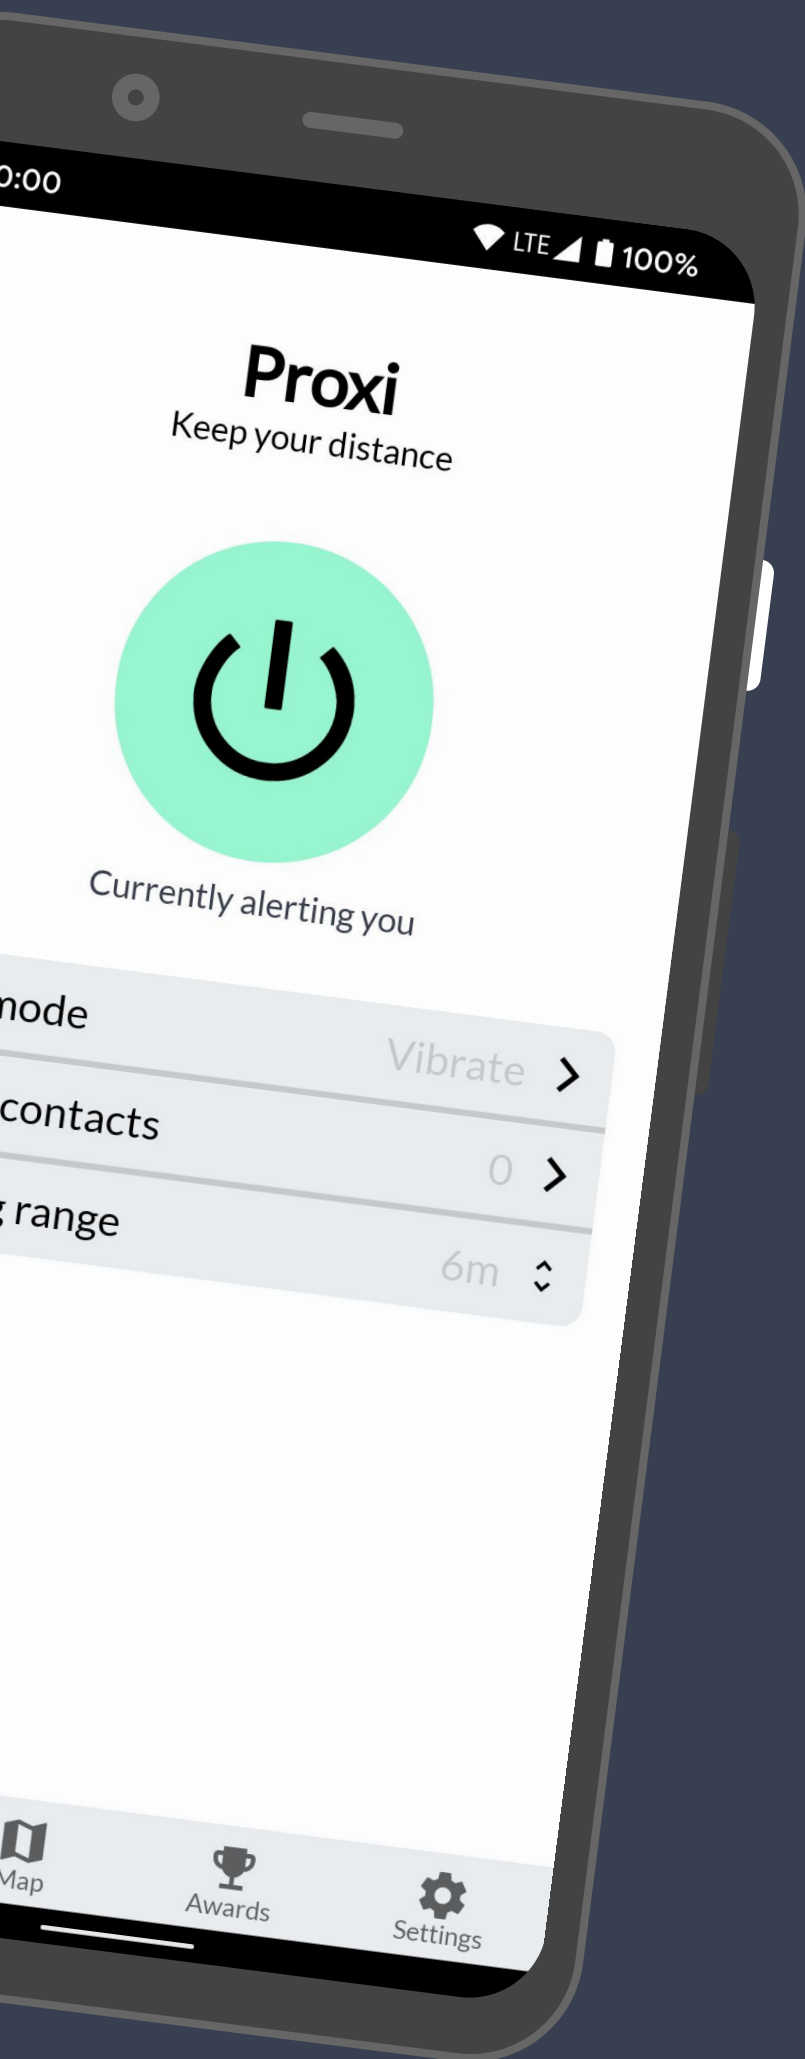 0:00 LTE 100%
Proxi
Keep your distance
Currently alerting you
mode Vibrate
contacts 0
range 6m
Map Awards Settings